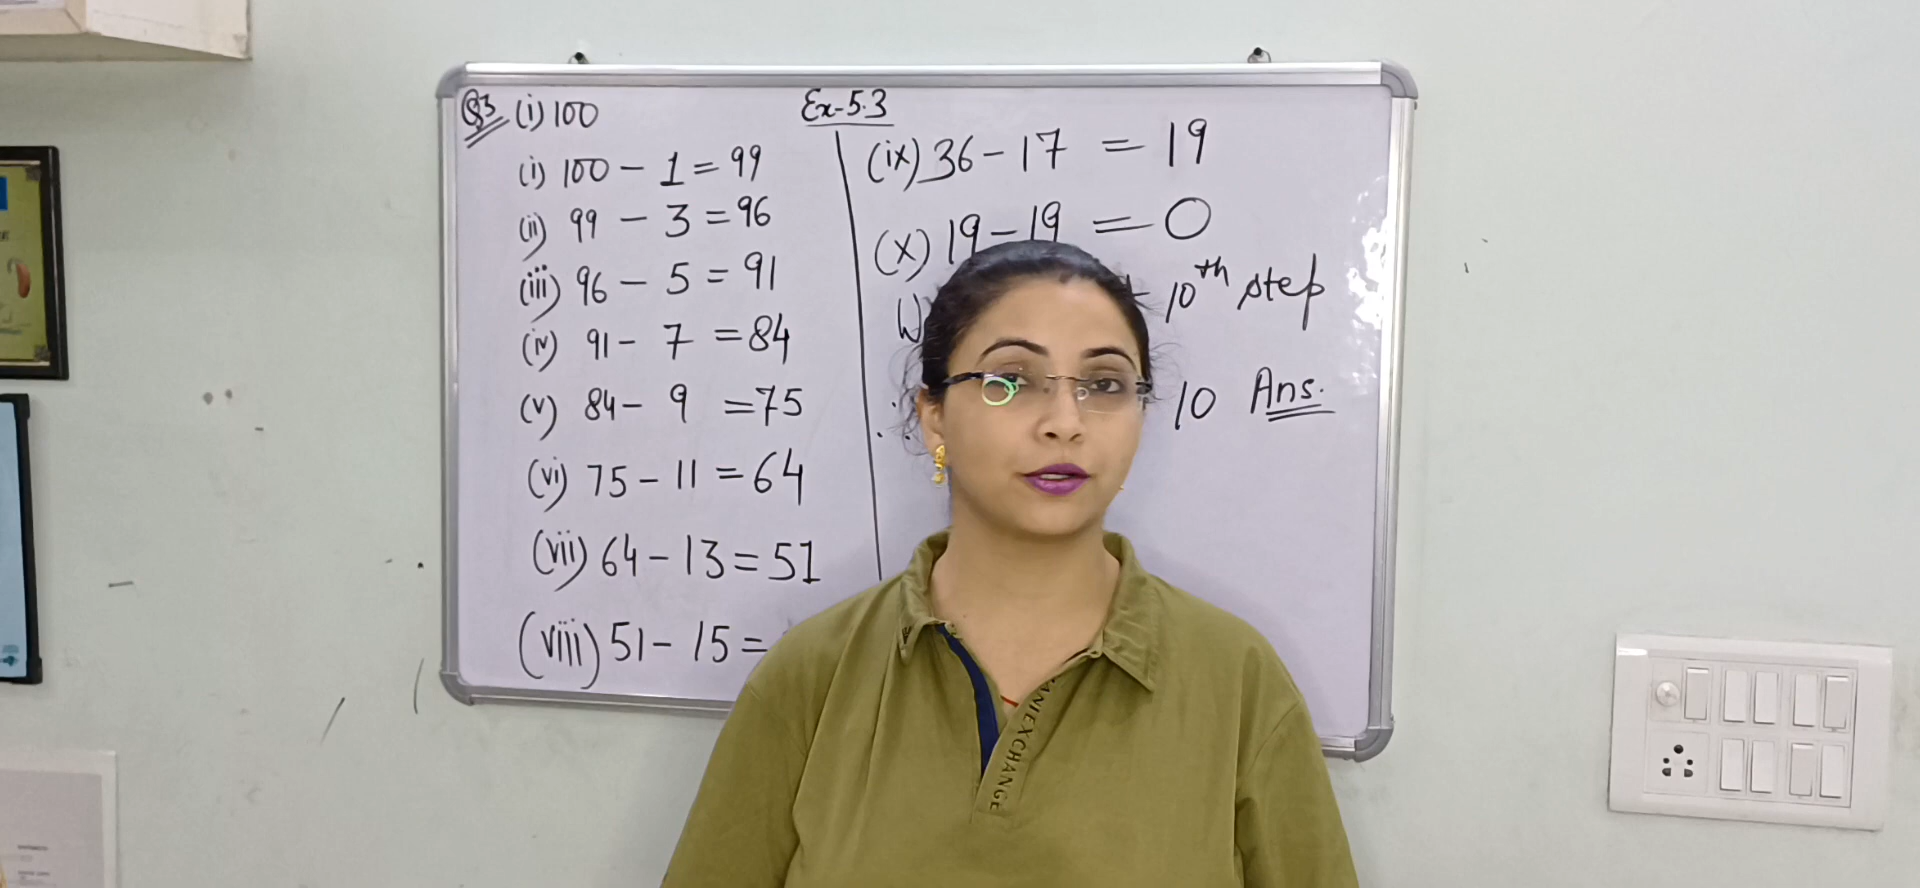 Q3 (i) 100
Ex-5.3
(i) 100 - 1 = 99
(ii) 99 - 3 = 96
(iii) 96 - 5 = 91
(iv) 91 - 7 = 84
(v) 84 - 9 = 75
(vi) 75 - 11 = 64
(vii) 64 - 13 = 51
(viii) 51 - 15 =
(ix) 36 - 17 = 19
(x) 19 - 19 = 0
10th step
10 Ans.